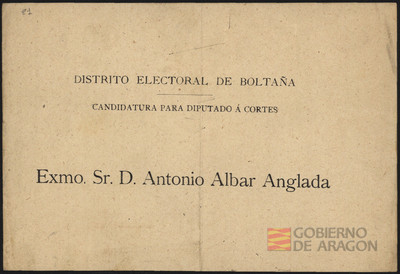 DISTRITO ELECTORAL DE BOLTAÑA
CANDIDATURA PARA DIPUTADO Á CORTES
Exmo. Sr. D. Antonio Albar Anglada
GOBIERNO
DE ARAGON